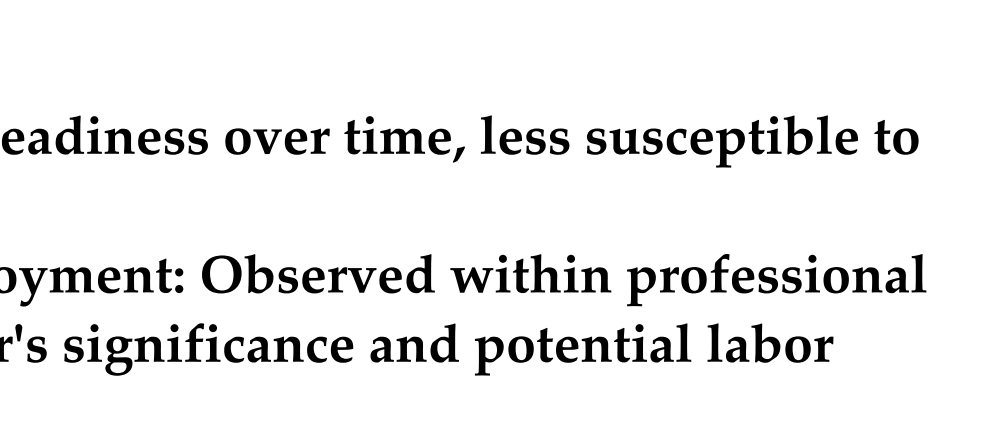 eadiness over time, less susceptible to
oyment: Observed within professional
r's significance and potential labor